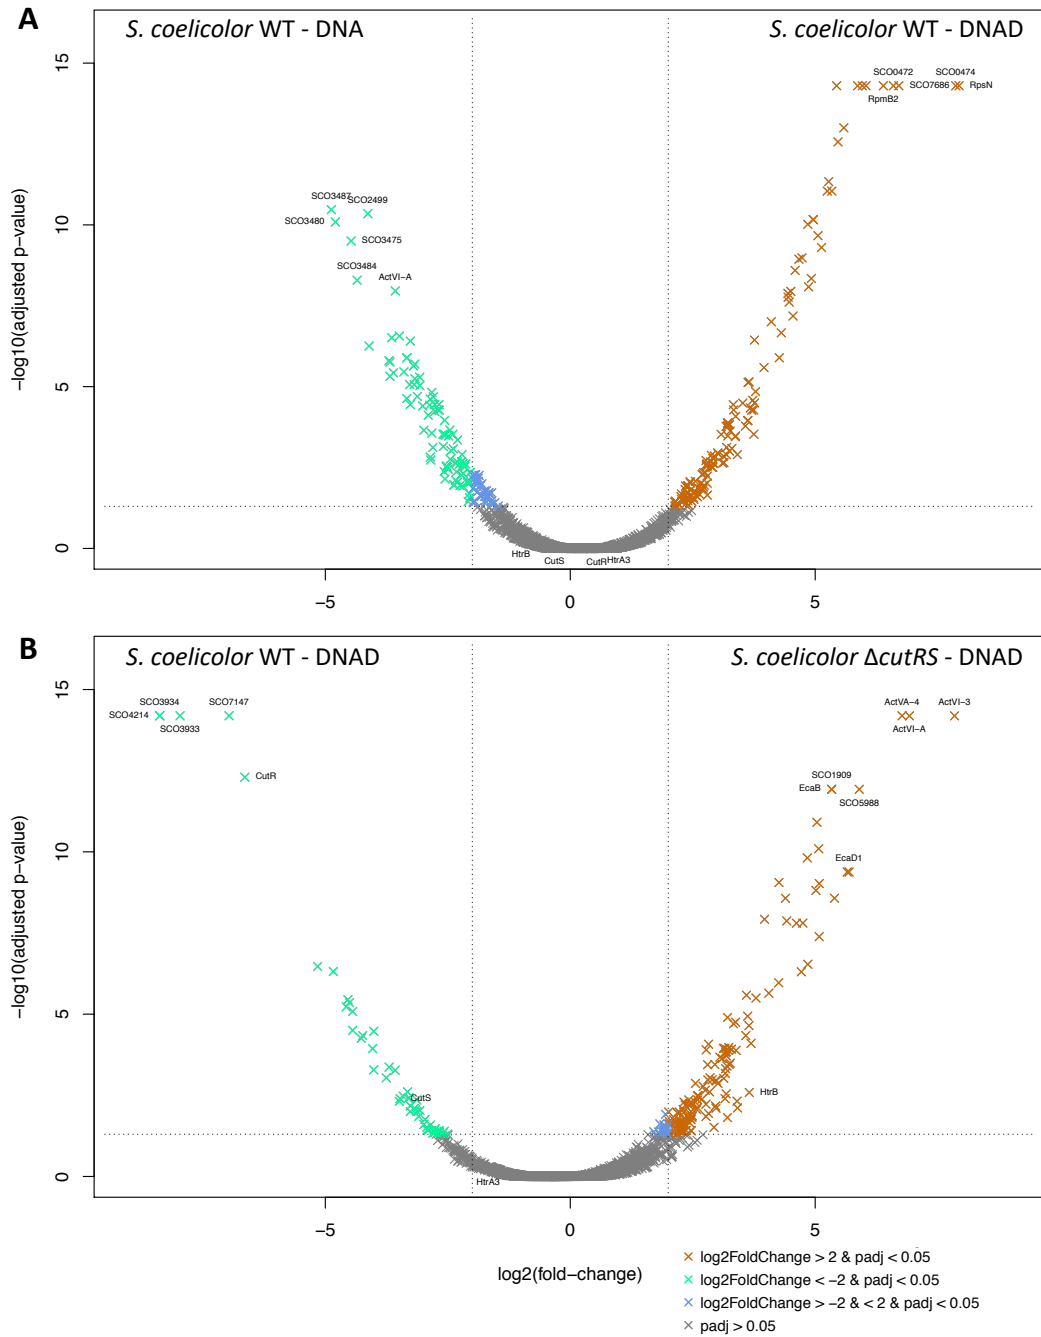 A
S. coelicolor WT - DNA
S. coelicolor WT - DNAD
15
10
5
0
-log10(adjusted p-value)
SCO0472
SCO0474
SCO7686
RpsN
RpmB2
SCO3487
SCO2499
SCO3480
SCO3475
SCO3484
ActVI-A
HtrB
CutS
CutR
HtrA3
-5
0
5
B
S. coelicolor WT - DNAD
S. coelicolor ΔcutRS - DNAD
15
10
5
0
-log10(adjusted p-value)
SCO3934
SCO7147
SCO4214
SCO3933
CutR
ActVA-4
ActVI-3
ActVI-A
SCO1909
EcaB
SCO5988
EcaD1
CutS
HtrB
HtrA3
-5
0
5
log2(fold-change)
log2FoldChange > 2 & padj < 0.05
log2FoldChange < -2 & padj < 0.05
log2FoldChange > -2 & < 2 & padj < 0.05
padj > 0.05